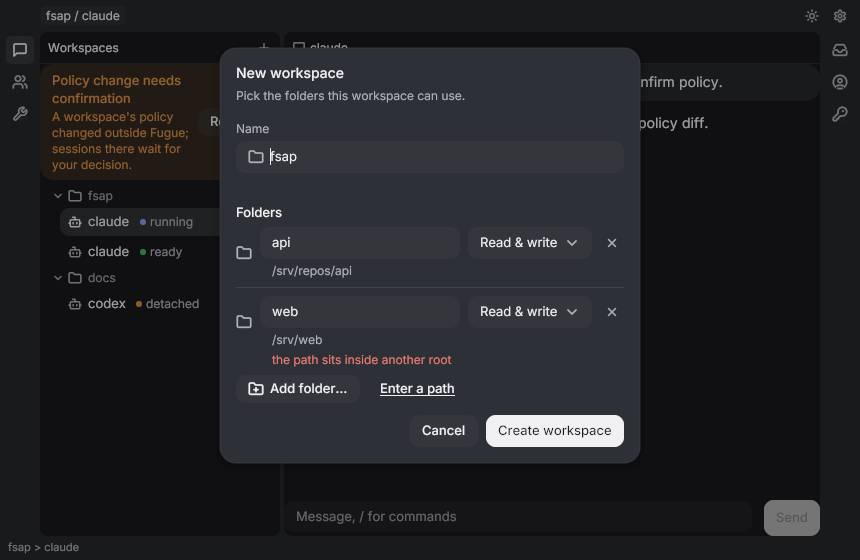 fsap / claude
Workspaces
claude
Policy change needs
confirmation
A workspace's policy
changed outside Fugue;
sessions there wait for
your decision.
nfirm policy.
policy diff.
fsap
claude running
claude ready
docs
codex detached
New workspace
Pick the folders this workspace can use.
Name
fsap
Folders
api Read & write
/srv/repos/api
web Read & write
/srv/web
the path sits inside another root
Add folder... Enter a path
Cancel Create workspace
Message, / for commands Send
fsap > claude